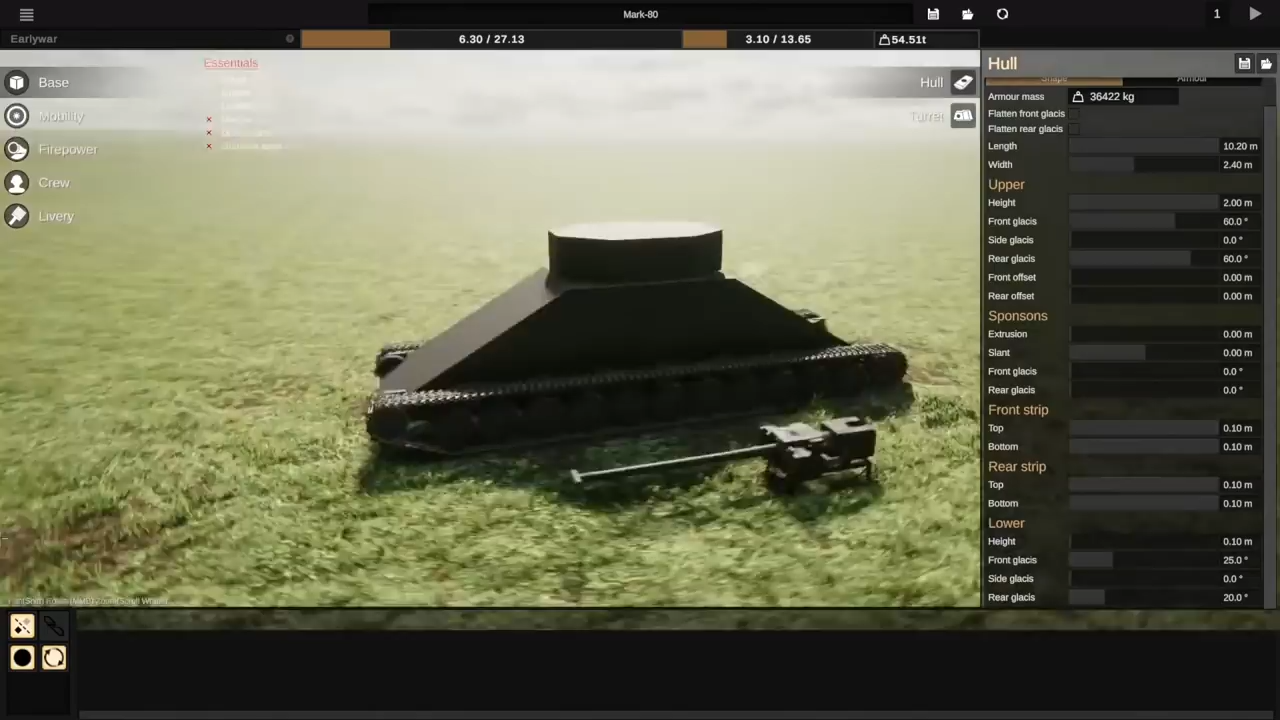 Mark-80
1
Earlywar
6.30 / 27.13
3.10 / 13.65
54.51t
Essentials
Base
Mobility
Firepower
Crew
Livery
Hull
Turret
Hull
Shape
Armour
Armour mass
36422 kg
Flatten front glacis
Flatten rear glacis
Length 10.20 m
Width 2.40 m
Upper
Height 2.00 m
Front glacis 60.0 °
Side glacis 0.0 °
Rear glacis 60.0 °
Front offset 0.00 m
Rear offset 0.00 m
Sponsons
Extrusion 0.00 m
Slant 0.00 m
Front glacis 0.0 °
Rear glacis 0.0 °
Front strip
Top 0.10 m
Bottom 0.10 m
Rear strip
Top 0.10 m
Bottom 0.10 m
Lower
Height 0.10 m
Front glacis 25.0 °
Side glacis 0.0 °
Rear glacis 20.0 °